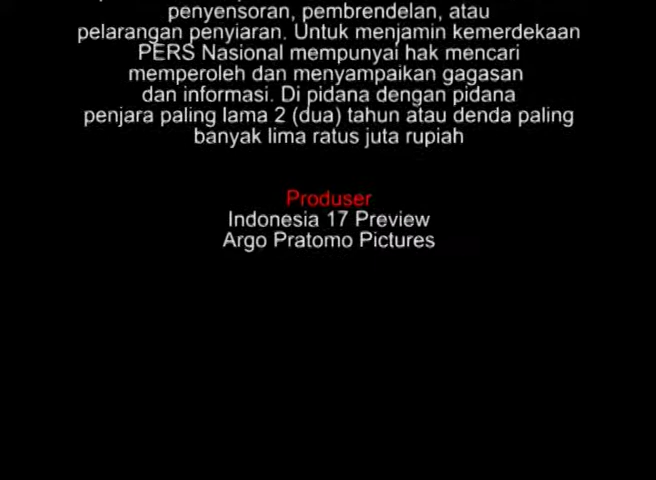 penyensoran, pembrendelan, atau
pelarangan penyiaran. Untuk menjamin kemerdekaan
PERS Nasional mempunyai hak mencari
memperoleh dan menyampaikan gagasan
dan informasi. Di pidana dengan pidana
penjara paling lama 2 (dua) tahun atau denda paling
banyak lima ratus juta rupiah
Produser
Indonesia 17 Preview
Argo Pratomo Pictures